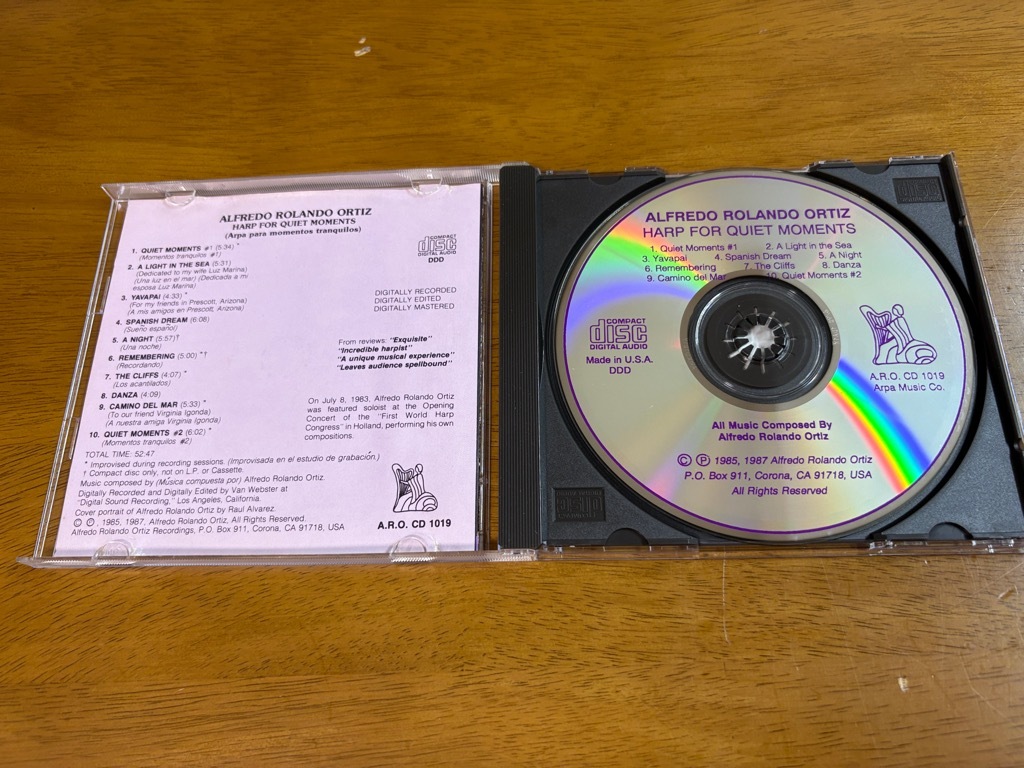 ALFREDO ROLANDO ORTIZ
HARP FOR QUIET MOMENTS
(Arpa para momentos tranquilos)
1. QUIET MOMENTS #1 (5:34) *
(Momentos tranquilos #1)
2. A LIGHT IN THE SEA (5:31)
(Dedicated to my wife Luz Marina)
(Una luz en el mar) (Dedicada a mi
esposa Luz Marina)
3. YAVAPAI (4:33) *
(For my friends in Prescott, Arizona)
(A mis amigos en Prescott, Arizona)
4. SPANISH DREAM (6:08)
(Sueño español)
5. A NIGHT (5:57)†
(Una noche)
6. REMEMBERING (5:00) *†
(Recordando)
7. THE CLIFFS (4:07) *
(Los acantilados)
8. DANZA (4:09)
9. CAMINO DEL MAR (5:33) *
(To our friend Virginia Igonda)
(A nuestra amiga Virginia Igonda)
10. QUIET MOMENTS #2 (6:02) *
(Momentos tranquilos #2)
TOTAL TIME: 52.47
COMPACT
disc
DIGITAL AUDIO
DDD
DIGITALLY RECORDED
DIGITALLY EDITED
DIGITALLY MASTERED
From reviews: "Exquisite"
"Incredible harpist"
"A unique musical experience"
"Leaves audience spellbound"
On July 8, 1983, Alfredo Rolando Ortiz
was featured soloist at the Opening
Concert of the "First World Harp
Congress" in Holland, performing his own
compositions.
* Improvised during recording sessions. (Improvisada en el estudio de grabación.)
† Compact disc only, not on L.P. or Cassette.
Music composed by (Música compuesta por) Alfredo Rolando Ortiz.
Digitally Recorded and Digitally Edited by Van Webster at
"Digital Sound Recording," Los Angeles, California.
Cover portrait of Alfredo Rolando Ortiz by Raul Alvarez.
© ℗ 1985, 1987, Alfredo Rolando Ortiz, All Rights Reserved.
Alfredo Rolando Ortiz Recordings, P.O. Box 911, Corona, CA 91718, USA
A.R.O. CD 1019
ALFREDO ROLANDO ORTIZ
HARP FOR QUIET MOMENTS
1. Quiet Moments #1 2. A Light in the Sea
3. Yavapai 4. Spanish Dream 5. A Night
6. Remembering 7. The Cliffs 8. Danza
9. Camino del Mar 10. Quiet Moments #2
COMPACT
disc
DIGITAL AUDIO
Made in U.S.A.
DDD
A.R.O. CD 1019
Arpa Music Co.
All Music Composed By
Alfredo Rolando Ortiz
© ℗ 1985, 1987 Alfredo Rolando Ortiz
P.O. Box 911, Corona, CA 91718, USA
All Rights Reserved